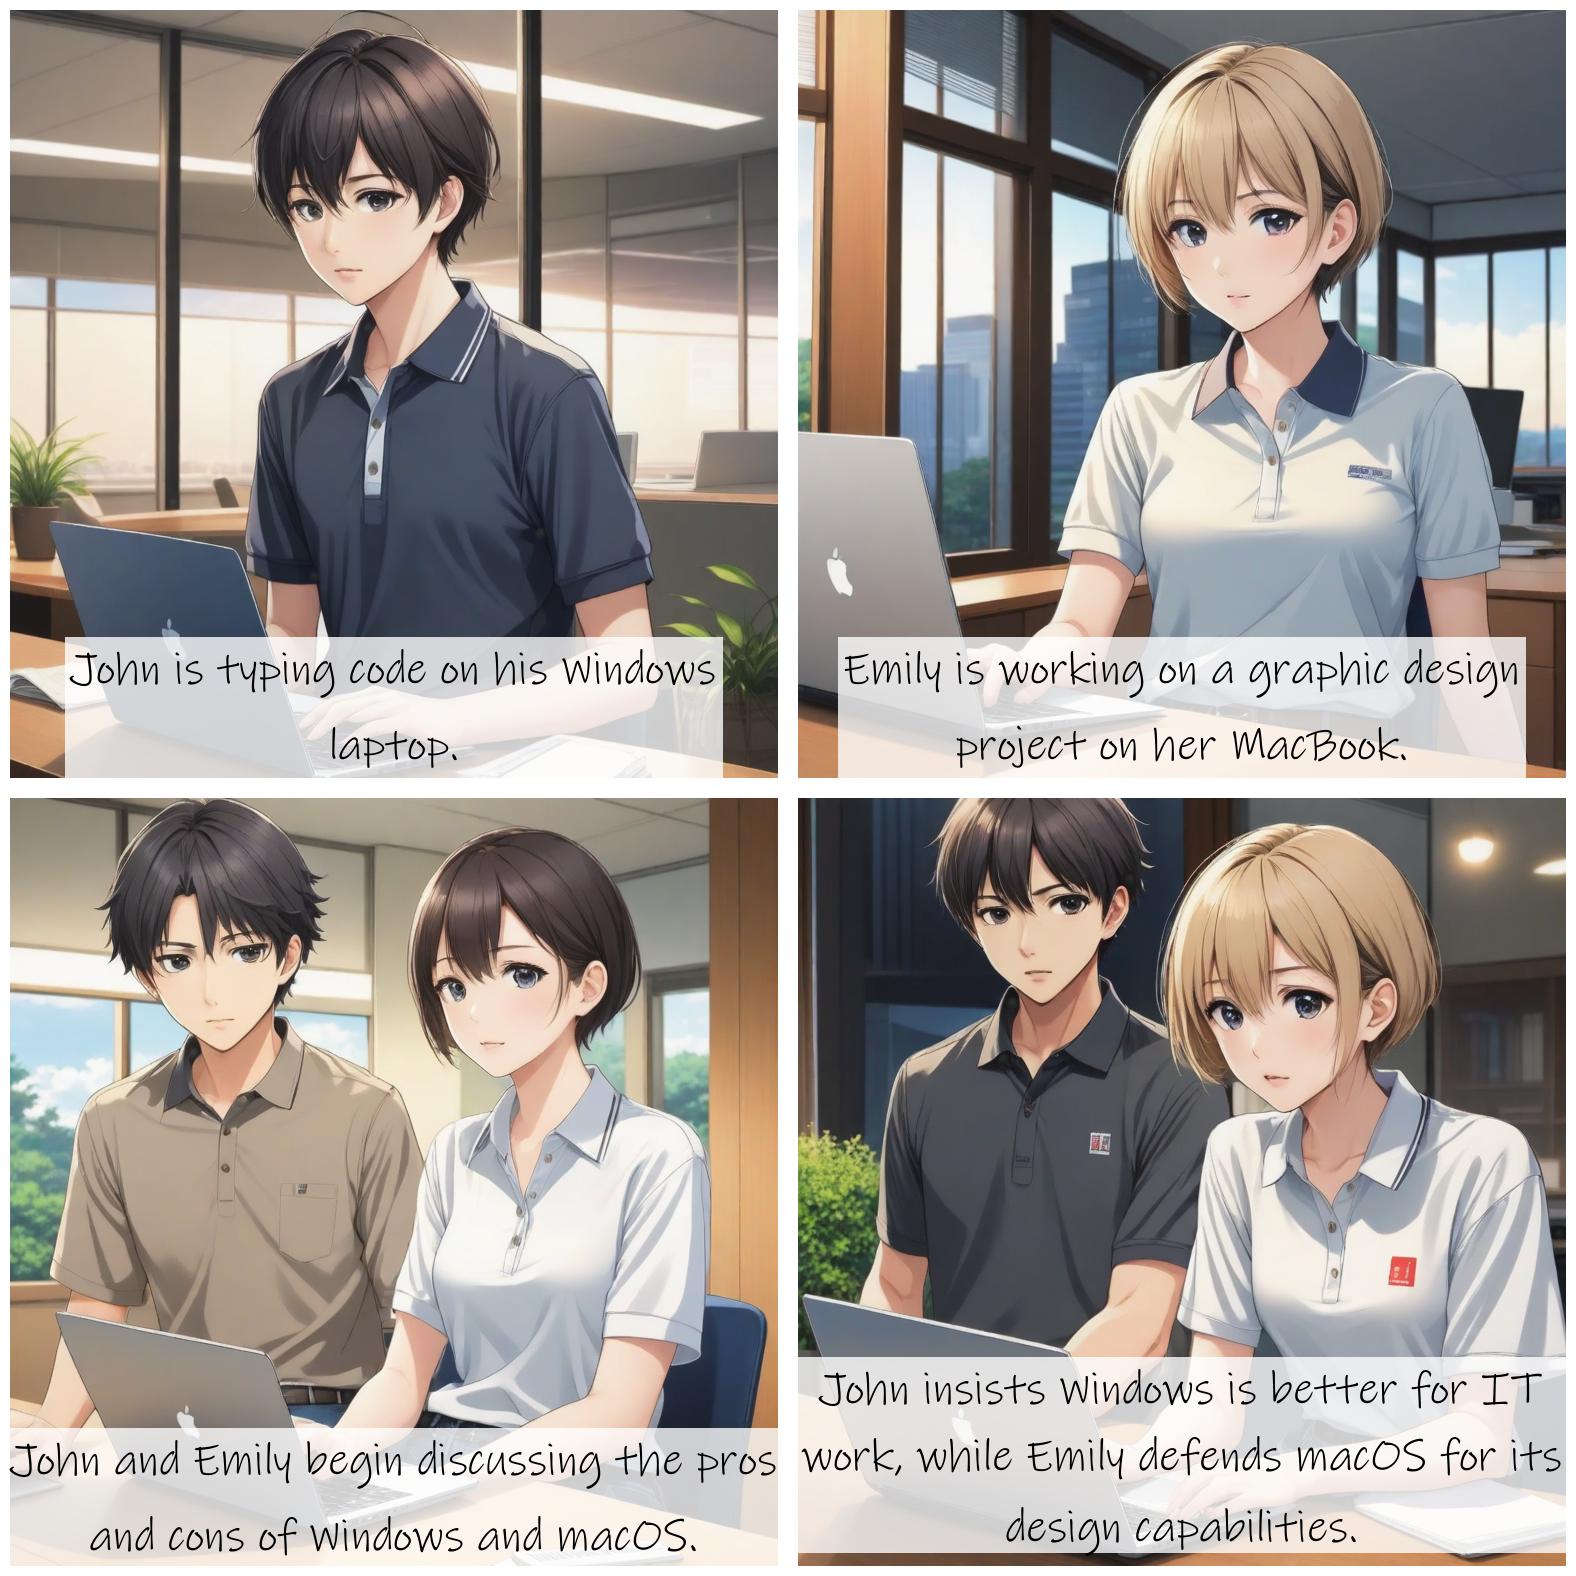 John is typing code on his Windows
laptop.
Emily is working on a graphic design
project on her MacBook.
John and Emily begin discussing the pros
and cons of Windows and macOS.
John insists Windows is better for IT
work, while Emily defends macOS for its
design capabilities.